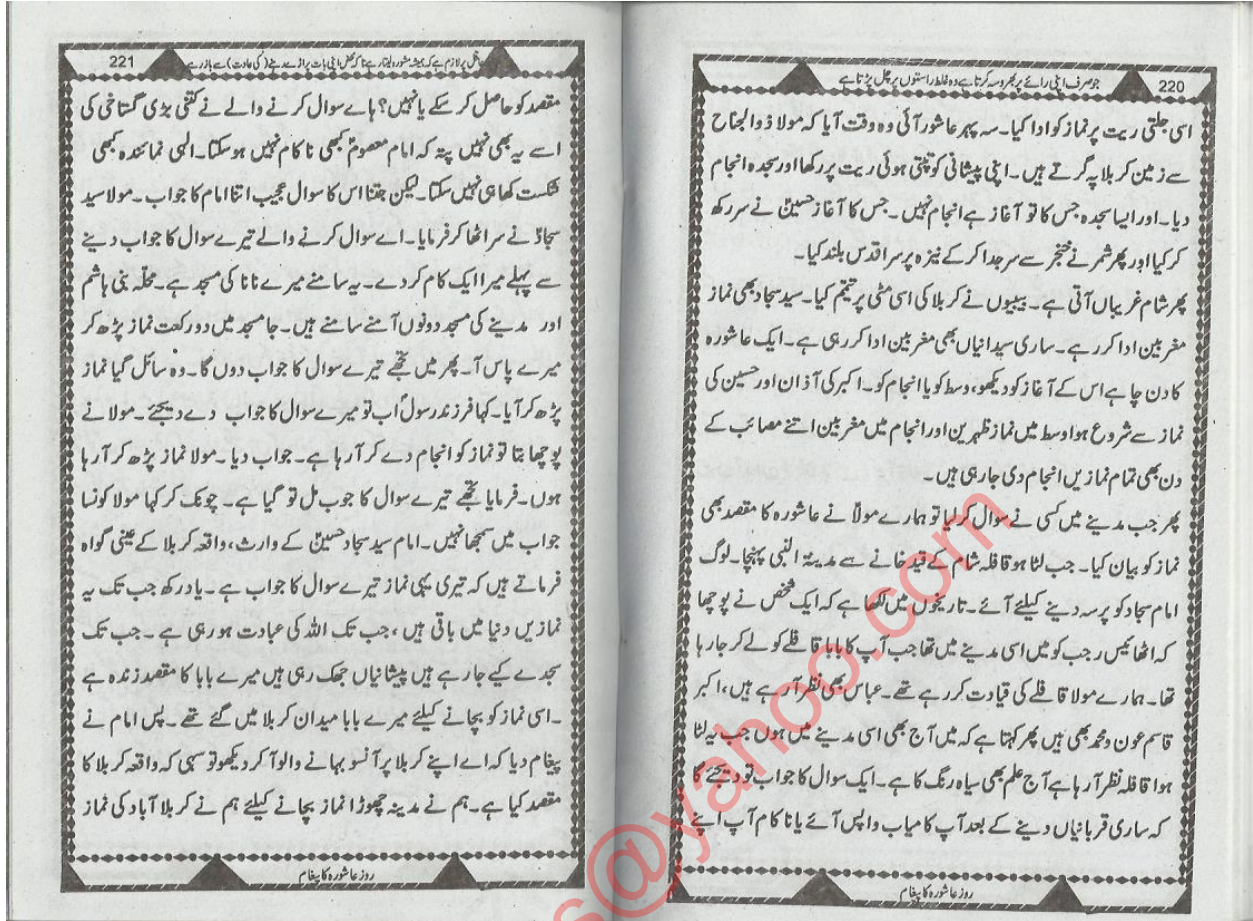 220
جو صرف اپنی رائے پر بھروسہ کرتا ہے وہ غلط راستوں پر چل پڑتا ہے
اسی جلتی ریت پر نماز کو ادا کیا۔ سہ پہر عاشور آئی وہ وقت آیا کہ مولا ذوالجناح
سے زمین کربلا پہ گرتے ہیں۔ اپنی پیشانی کو تپتی ہوئی ریت پر رکھا اور سجدہ انجام
دیا۔ اور ایسا سجدہ جس کا تو آغاز ہے انجام نہیں۔ جس کا آغاز حسینؑ نے سر رکھ
کر کیا اور پھر شمر نے خنجر سے سر جدا کر کے نیزہ پر سر اقدس بلند کیا۔
پھر شام غریباں آتی ہے۔ بیبیوں نے کربلا کی اسی مٹی پر تیمّم کیا۔ سید سجاد بھی نماز
مغربین ادا کر رہے۔ ساری سیدانیاں بھی مغربین ادا کر رہی ہے۔ ایک عاشورہ
کا دن چاہے اس کے آغاز کو دیکھو، وسط کو یا انجام کو۔ اکبر کی آذان اور حسین کی
نماز سے شروع ہوا وسط میں نماز ظہرین اور انجام میں مغربین اتنے مصائب کے
دن بھی تمام نمازیں انجام دی جا رہی ہیں۔
پھر جب مدینے میں کسی نے سوال کر لیا تو ہمارے مولاؑ نے عاشورہ کا مقصد بھی
نماز کو بیان کیا۔ جب لٹا ہو قافلہ شام کے قید خانے سے مدینۃ النبی پہنچا۔ لوگ
امام سجاد کو پرسہ دینے کیلئے آئے۔ تاریخوں میں لکھا ہے کہ ایک شخص نے پوچھا
کہ اٹھائیس رجب کو میں اسی مدینے میں تھا جب آپ کا بابا قافلے کو لے کر جا رہا
تھا۔ ہمارے مولا قافلے کی قیادت کر رہے تھے۔ عباس بھی نظر آ رہے ہیں، اکبر
قاسم عون و محمد بھی ہیں پھر کہتا ہے کہ میں آج بھی اسی مدینے میں ہوں جب یہ لٹا
ہوا قافلہ نظر آ رہا ہے آج علم بھی سیاہ رنگ کا ہے۔ ایک سوال کا جواب تو دیجئے گا
کہ ساری قربانیاں دینے کے بعد آپ کامیاب واپس آئے یا ناکام آپ اپنے
روز عاشورہ کا پیغام
221
عاقل پر لازم ہے کہ ہمیشہ مشورہ لیتا رہے تاکہ محض اپنی بات پر اڑے رہنے (کی عادت) سے باز رہے
مقصد کو حاصل کر سکے یا نہیں؟ ہاے سوال کرنے والے نے کتنی بڑی گستاخی کی
اسے یہ بھی نہیں پتہ کہ امام معصومؑ کبھی ناکام نہیں ہو سکتا۔ الٰہی نمائندہ کبھی
شکست کھا ہی نہیں سکتا۔ لیکن جتنا اس کا سوال عجیب اتنا امام کا جواب۔ مولا سید
سجادؑ نے سر اٹھا کر فرمایا۔ اے سوال کرنے والے تیرے سوال کا جواب دینے
سے پہلے میرا ایک کام کر دے۔ یہ سامنے میرے نانا کی مسجد ہے۔ محلّہ بنی ہاشم
اور مدینے کی مسجد دونوں آمنے سامنے ہیں۔ جا مسجد میں دو رکعت نماز پڑھ کر
میرے پاس آ۔ پھر میں تجھے تیرے سوال کا جواب دوں گا۔ وہ سائل گیا نماز
پڑھ کر آیا۔ کہا فرزند رسولؐ اب تو میرے سوال کا جواب دے دیجئے۔ مولا نے
پوچھا بتا تو نماز کو انجام دے کر آ رہا ہے۔ جواب دیا۔ مولا نماز پڑھ کر آ رہا
ہوں۔ فرمایا تجھے تیرے سوال کا جوب مل تو گیا ہے۔ چونک کر کہا مولا کونسا
جواب میں سمجھا نہیں۔ امام سید سجاد حسینؑ کے وارث، واقعہ کربلا کے عینی گواہ
فرماتے ہیں کہ تیری یہی نماز تیرے سوال کا جواب ہے۔ یاد رکھ جب تک یہ
نمازیں دنیا میں باقی ہیں، جب تک اللہ کی عبادت ہو رہی ہے۔ جب تک
سجدے کیے جا رہے ہیں پیشانیاں جھک رہی ہیں میرے بابا کا مقصد زندہ ہے
۔ اسی نماز کو بچانے کیلئے میرے بابا میدان کربلا میں گئے تھے۔ پس امام نے
پیغام دیا کہ اے اپنے کربلا پر آنسو بہانے والو آ کر دیکھو تو سہی کہ واقعہ کربلا کا
مقصد کیا ہے۔ ہم نے مدینہ چھوڑا نماز بچانے کیلئے ہم نے کربلا آباد کی نماز
روز عاشورہ کا پیغام
s@yahoo.com